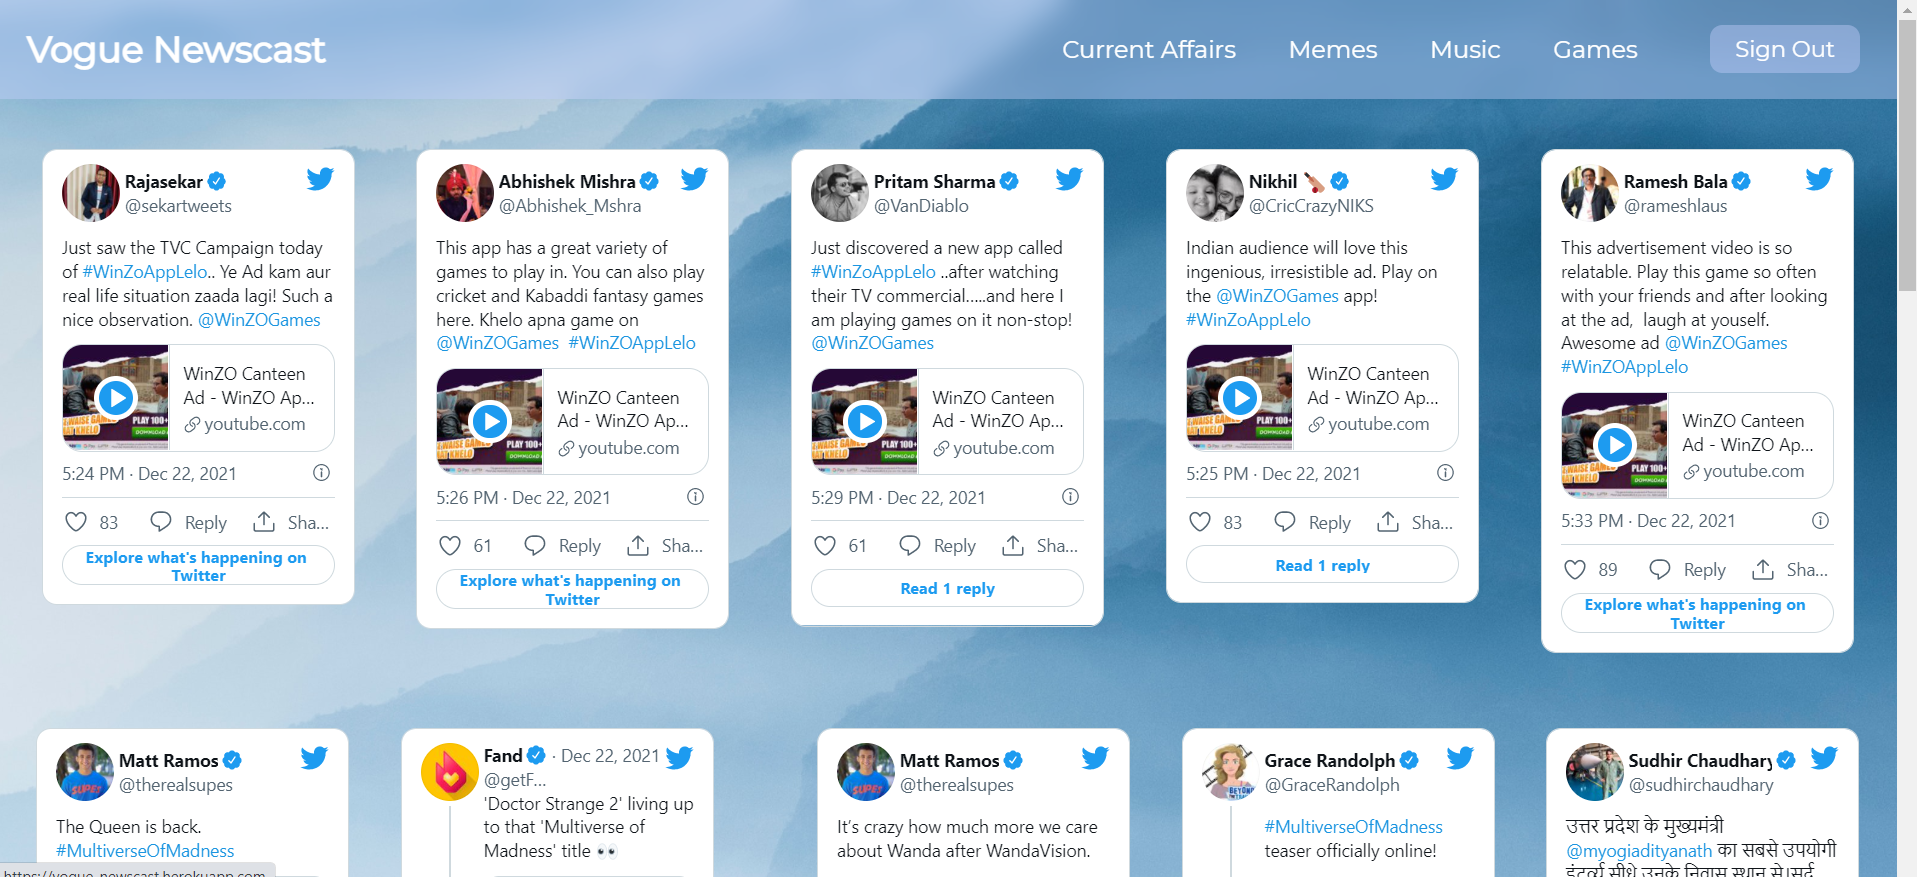 Vogue Newscast
Current Affairs
Memes
Music
Games
Sign Out
Rajasekar
@sekartweets
Just saw the TVC Campaign today
of #WinZoAppLelo.. Ye Ad kam aur
real life situation zaada lagi! Such a
nice observation. @WinZOGames
WinZO Canteen
Ad - WinZO Ap...
youtube.com
5:24 PM · Dec 22, 2021
83
Reply
Sha...
Explore what's happening on
Twitter
Abhishek Mishra
@Abhishek_Mshra
This app has a great variety of
games to play in. You can also play
cricket and Kabaddi fantasy games
here. Khelo apna game on
@WinZOGames #WinZOAppLelo
PLAY 100+
WinZO Canteen
Ad - WinZO Ap...
youtube.com
5:26 PM · Dec 22, 2021
61
Reply
Sha...
Explore what's happening on
Twitter
Pritam Sharma
@VanDiablo
Just discovered a new app called
#WinZoAppLelo ..after watching
their TV commercial.....and here I
am playing games on it non-stop!
@WinZOGames
PLAY 100+
WinZO Canteen
Ad - WinZO Ap...
youtube.com
5:29 PM · Dec 22, 2021
61
Reply
Sha...
Read 1 reply
Nikhil
@CricCrazyNIKS
Indian audience will love this
ingenious, irresistible ad. Play on
the @WinZOGames app!
#WinZoAppLelo
PLAY 100+
WinZO Canteen
Ad - WinZO Ap...
youtube.com
5:25 PM · Dec 22, 2021
83
Reply
Sha...
Read 1 reply
Ramesh Bala
@rameshlaus
This advertisement video is so
relatable. Play this game so often
with your friends and after looking
at the ad,  laugh at youself.
Awesome ad @WinZOGames
#WinZOAppLelo
PLAY 100+
WinZO Canteen
Ad - WinZO Ap...
youtube.com
5:33 PM · Dec 22, 2021
89
Reply
Sha...
Explore what's happening on
Twitter
Matt Ramos
@therealsupes
The Queen is back.
#MultiverseOfMadness
Fand · Dec 22, 2021
@getF...
'Doctor Strange 2' living up
to that 'Multiverse of
Madness' title 👀
Matt Ramos
@therealsupes
It's crazy how much more we care
about Wanda after WandaVision.
Grace Randolph
@GraceRandolph
#MultiverseOfMadness
teaser officially online!
Sudhir Chaudhary
@sudhirchaudhary
उत्तर प्रदेश के मुख्यमंत्री
@myogiadityanath का सबसे उपयोगी
इंटरव्यू सीधे उनके निवास स्थान से।सर्द
https://vogue-newscast.herokuapp.com